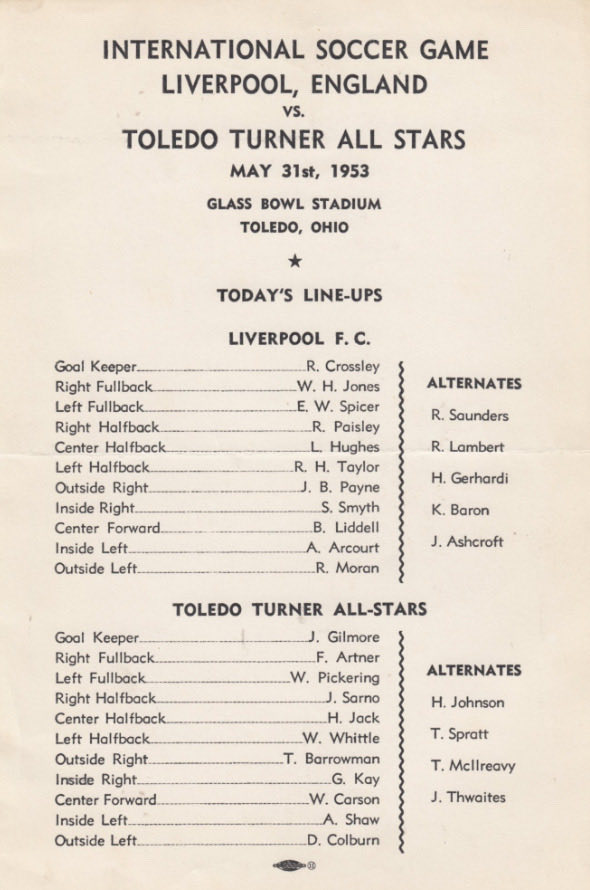 INTERNATIONAL SOCCER GAME
LIVERPOOL, ENGLAND
VS.
TOLEDO TURNER ALL STARS
MAY 31st, 1953
GLASS BOWL STADIUM
TOLEDO, OHIO
TODAY'S LINE-UPS
LIVERPOOL F. C.
Goal Keeper R. Crossley
Right Fullback W. H. Jones
Left Fullback E. W. Spicer
Right Halfback R. Paisley
Center Halfback L. Hughes
Left Halfback R. H. Taylor
Outside Right J. B. Payne
Inside Right S. Smyth
Center Forward B. Liddell
Inside Left A. Arcourt
Outside Left R. Moran
ALTERNATES
R. Saunders
R. Lambert
H. Gerhardi
K. Baron
J. Ashcroft
TOLEDO TURNER ALL-STARS
Goal Keeper J. Gilmore
Right Fullback F. Artner
Left Fullback W. Pickering
Right Halfback J. Sarno
Center Halfback H. Jack
Left Halfback W. Whittle
Outside Right T. Barrowman
Inside Right G. Kay
Center Forward W. Carson
Inside Left A. Shaw
Outside Left D. Colburn
ALTERNATES
H. Johnson
T. Spratt
T. McIlreavy
J. Thwaites